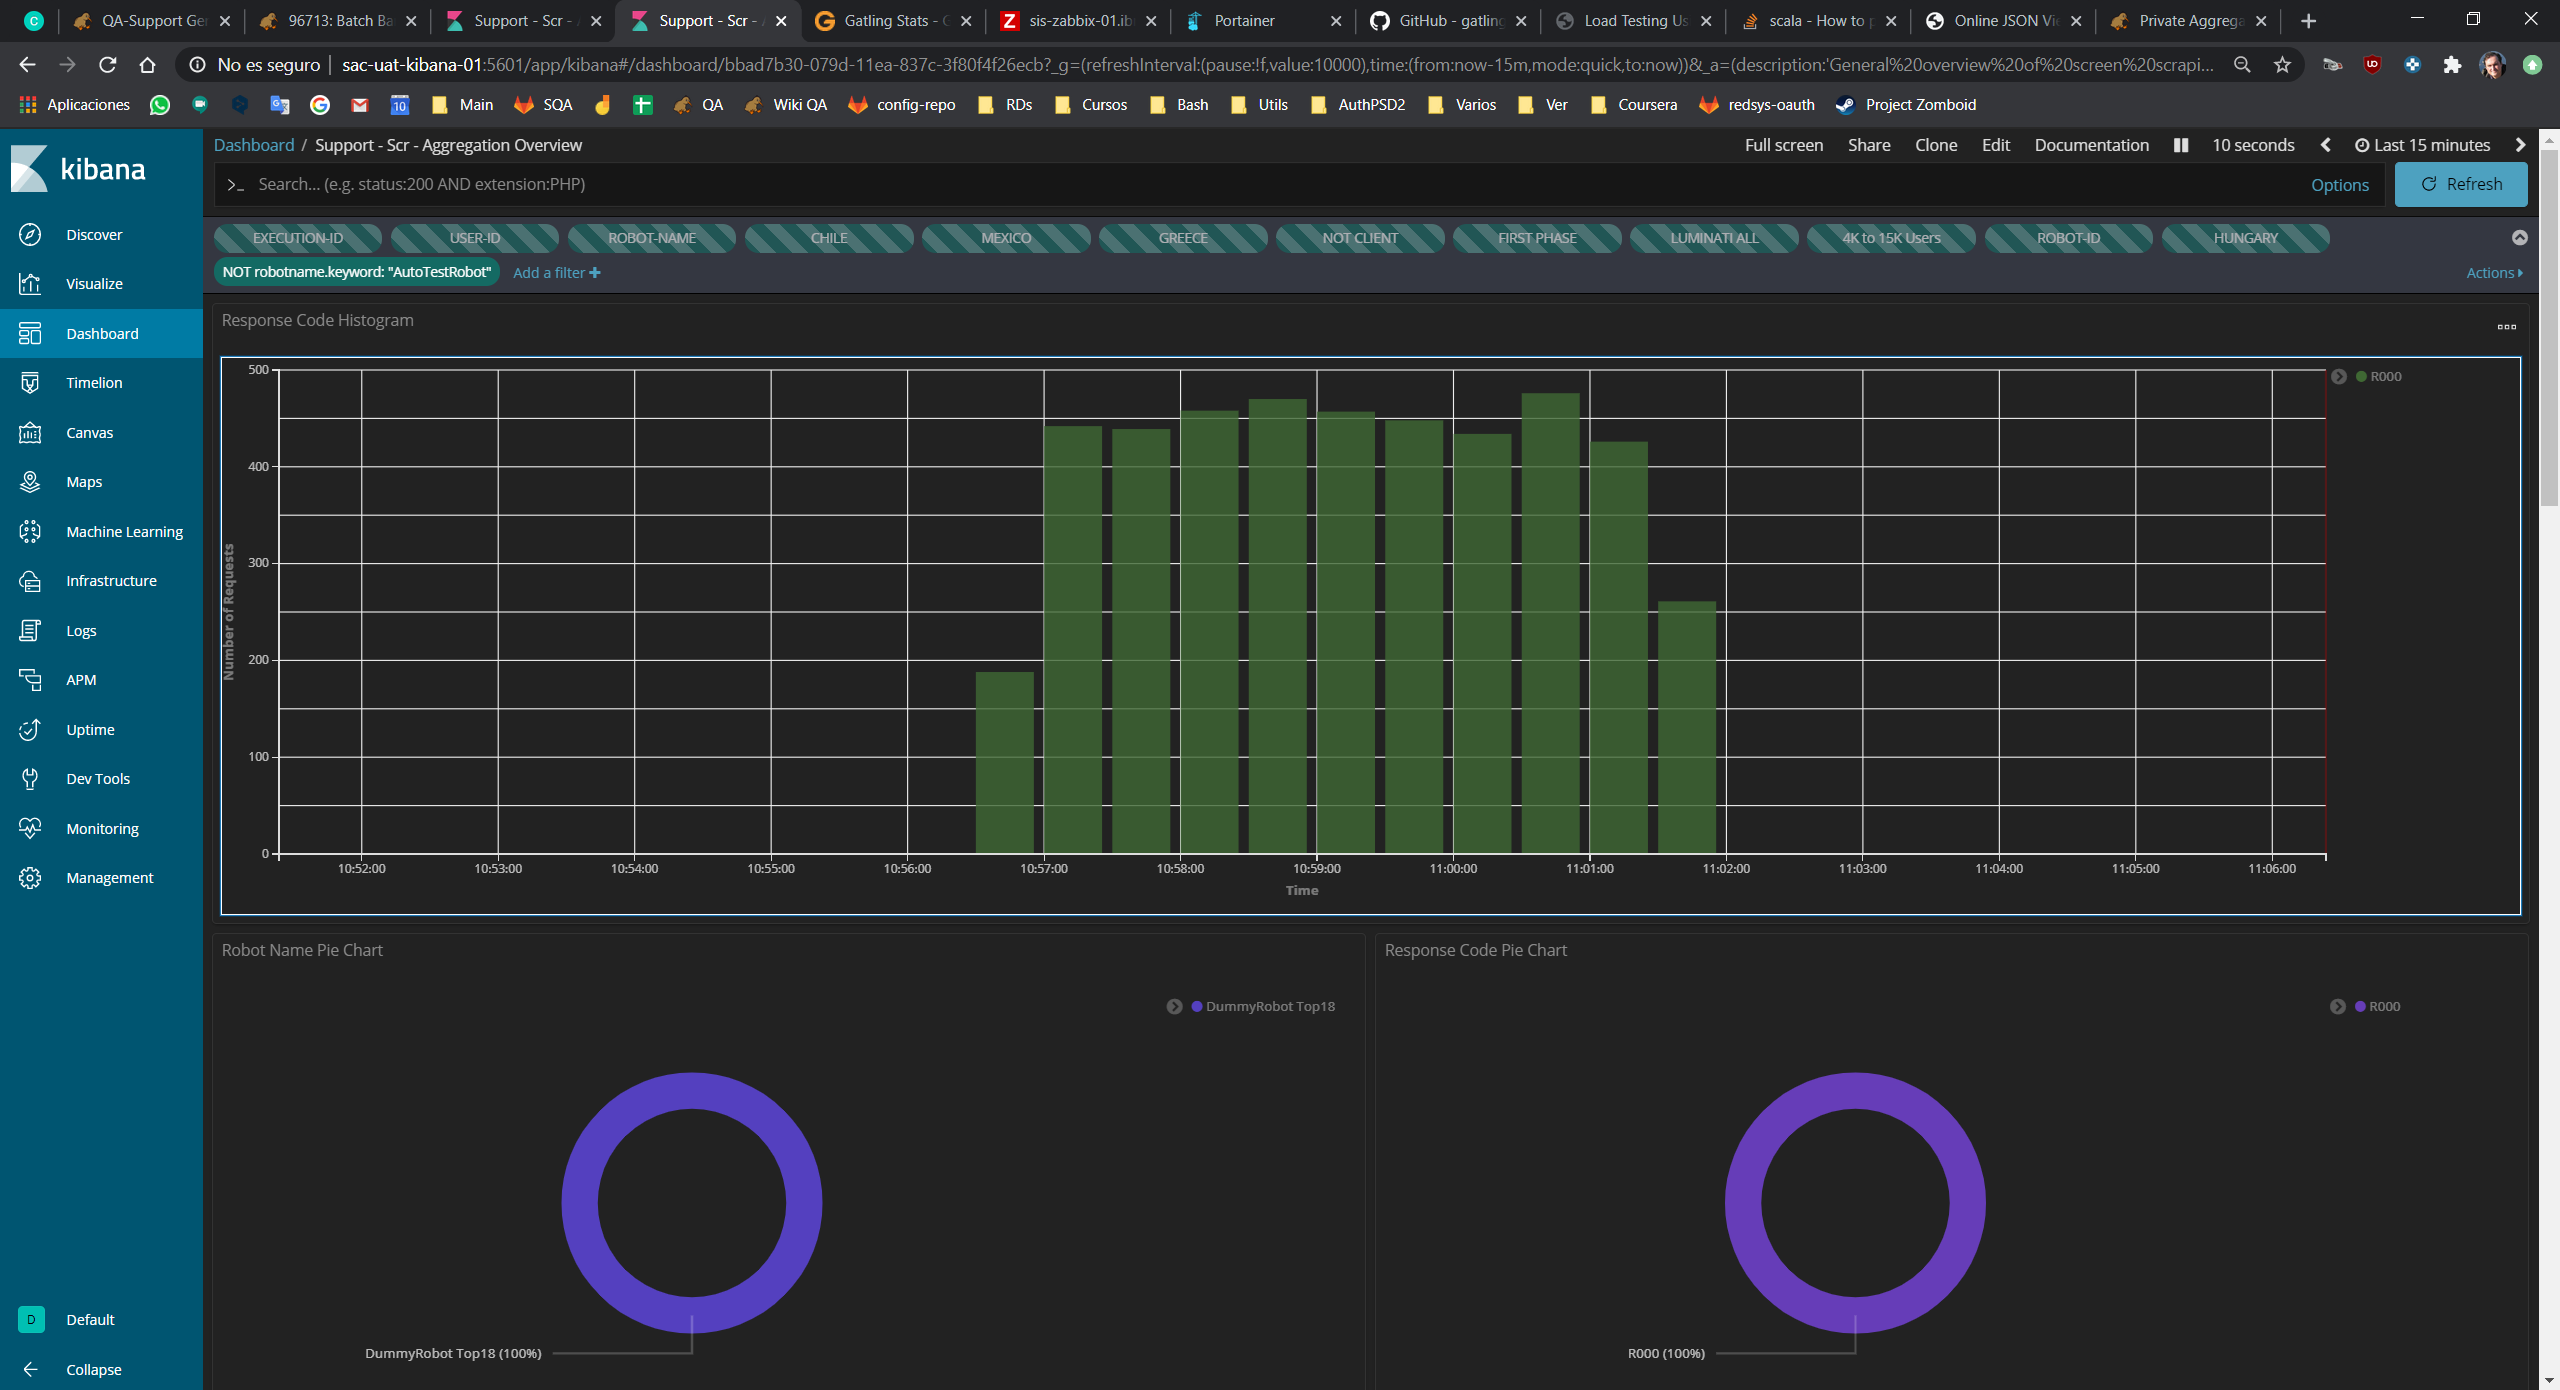 QA-Support Ge
96713: Batch Ba
Support - Scr -
Support - Scr -
Gatling Stats - G
sis-zabbix-01.ib
Portainer
GitHub - gatling
Load Testing Us
scala - How to p
Online JSON Vie
Private Aggrega
No es seguro | sac-uat-kibana-01:5601/app/kibana#/dashboard/bbad7b30-079d-11ea-837c-3f80f4f26ecb?_g=(refreshInterval:(pause:!f,value:10000),time:(from:now-15m,mode:quick,to:now))&_a=(description:'General%20overview%20of%20screen%20scrapi...
Aplicaciones
10
Main
SQA
QA
Wiki QA
config-repo
RDs
Cursos
Bash
Utils
AuthPSD2
Varios
Ver
Coursera
redsys-oauth
Project Zomboid
kibana
Discover
Visualize
Dashboard
Timelion
Canvas
Maps
Machine Learning
Infrastructure
Logs
APM
Uptime
Dev Tools
Monitoring
Management
D Default
Collapse
Dashboard / Support - Scr - Aggregation Overview
Full screen
Share
Clone
Edit
Documentation
10 seconds
Last 15 minutes
>_ Search... (e.g. status:200 AND extension:PHP)
Options
Refresh
EXECUTION-ID
USER-ID
ROBOT-NAME
CHILE
MEXICO
GREECE
NOT CLIENT
FIRST PHASE
LUMINATI ALL
4K to 15K Users
ROBOT-ID
HUNGARY
NOT robotname.keyword: "AutoTestRobot"
Add a filter +
Actions
Response Code Histogram
R000
500
400
300
200
100
0
Number of Requests
10:52:00
10:53:00
10:54:00
10:55:00
10:56:00
10:57:00
10:58:00
10:59:00
11:00:00
11:01:00
11:02:00
11:03:00
11:04:00
11:05:00
11:06:00
Time
Robot Name Pie Chart
DummyRobot Top18
DummyRobot Top18 (100%)
Response Code Pie Chart
R000
R000 (100%)